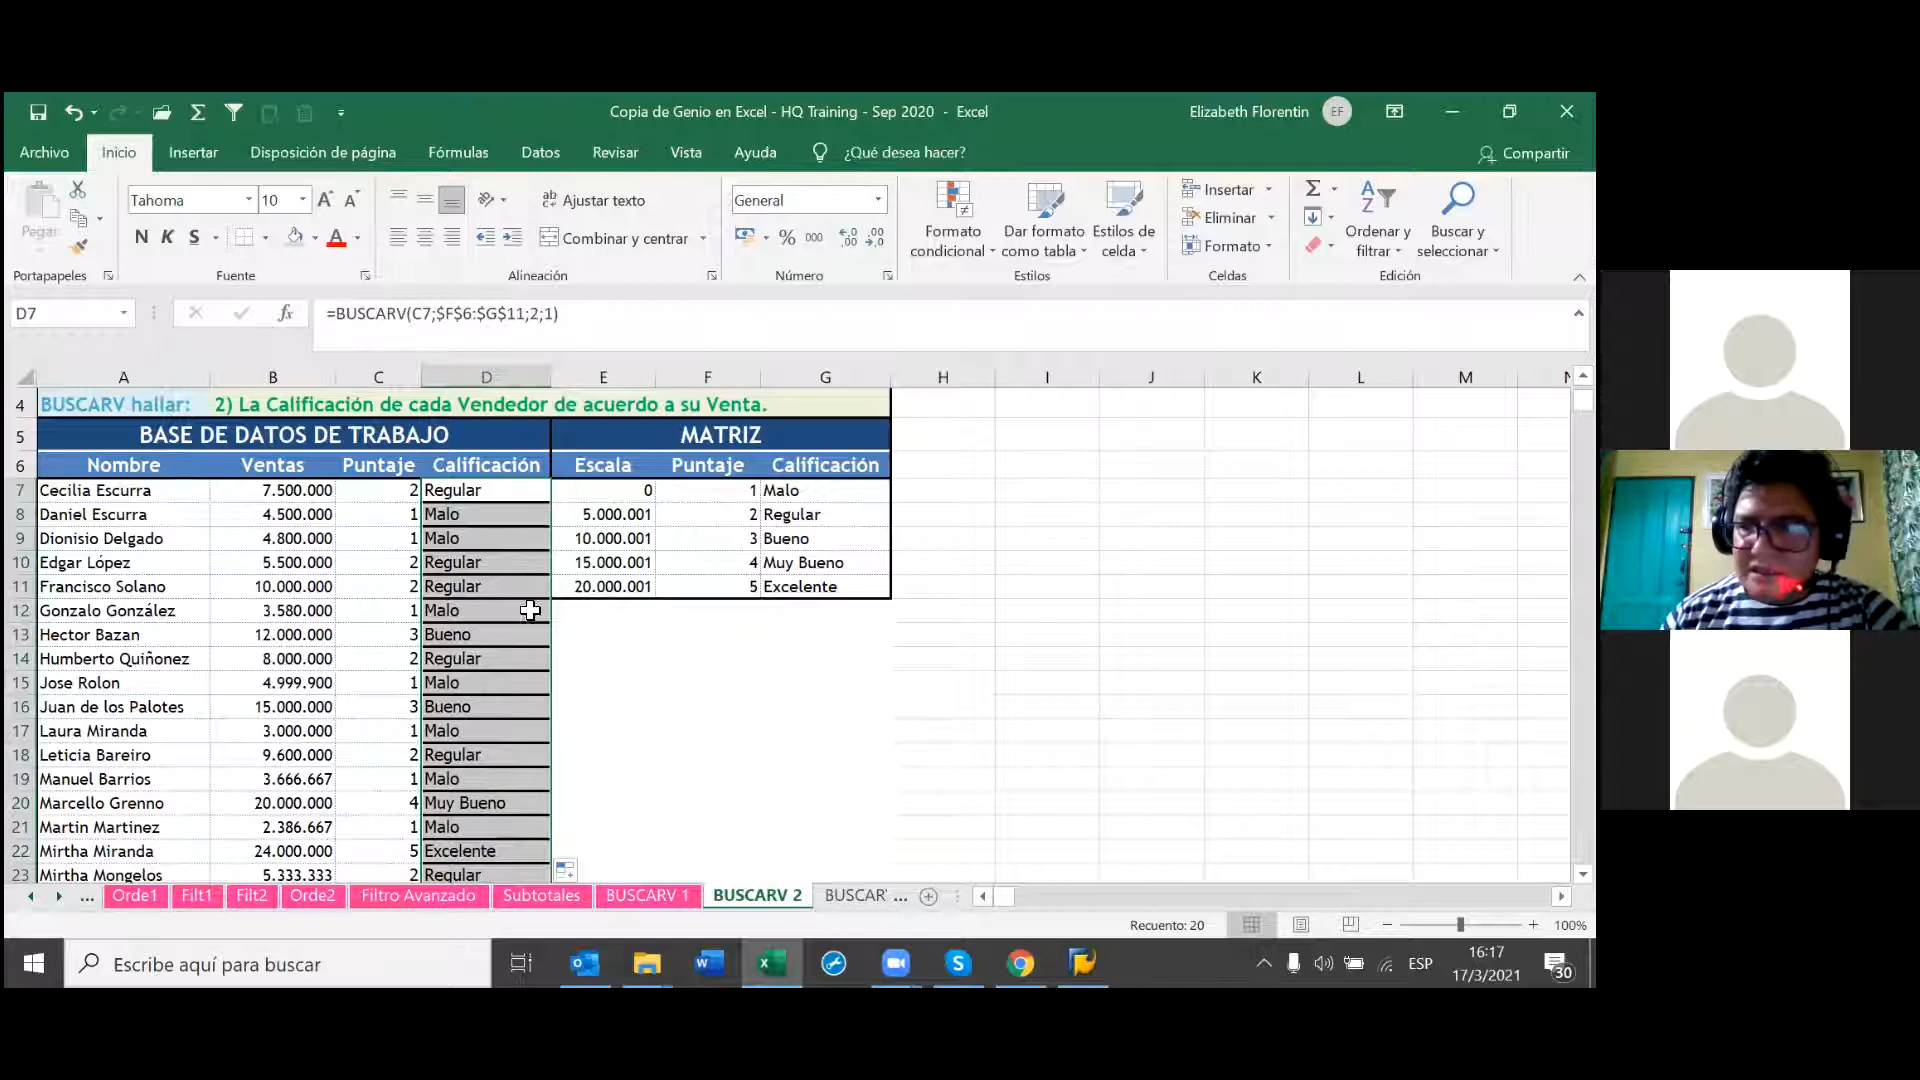 Copia de Genio en Excel - HQ Training - Sep 2020 - Excel
Elizabeth Florentin
EF
Archivo Inicio Insertar Disposición de página Fórmulas Datos Revisar Vista Ayuda ¿Qué desea hacer? Compartir
Pegar
Tahoma 10
Ajustar texto
General
Formato condicional
Dar formato como tabla
Estilos de celda
Insertar
Eliminar
Formato
Ordenar y filtrar
Buscar y seleccionar
N K S
Combinar y centrar
% 000
Portapapeles Fuente Alineación Número Estilos Celdas Edición
D7 fx =BUSCARV(C7;$F$6:$G$11;2;1)
A B C D E F G H I J K L M
4 BUSCARV hallar: 2) La Calificación de cada Vendedor de acuerdo a su Venta.
5 BASE DE DATOS DE TRABAJO MATRIZ
6 Nombre Ventas Puntaje Calificación Escala Puntaje Calificación
7 Cecilia Escurra 7.500.000 2 Regular 0 1 Malo
8 Daniel Escurra 4.500.000 1 Malo 5.000.001 2 Regular
9 Dionisio Delgado 4.800.000 1 Malo 10.000.001 3 Bueno
10 Edgar López 5.500.000 2 Regular 15.000.001 4 Muy Bueno
11 Francisco Solano 10.000.000 2 Regular 20.000.001 5 Excelente
12 Gonzalo González 3.580.000 1 Malo
13 Hector Bazan 12.000.000 3 Bueno
14 Humberto Quiñonez 8.000.000 2 Regular
15 Jose Rolon 4.999.900 1 Malo
16 Juan de los Palotes 15.000.000 3 Bueno
17 Laura Miranda 3.000.000 1 Malo
18 Leticia Bareiro 9.600.000 2 Regular
19 Manuel Barrios 3.666.667 1 Malo
20 Marcello Grenno 20.000.000 4 Muy Bueno
21 Martin Martinez 2.386.667 1 Malo
22 Mirtha Miranda 24.000.000 5 Excelente
23 Mirtha Mongelos 5.333.333 2 Regular
... Orde1 Filt1 Filt2 Orde2 Filtro Avanzado Subtotales BUSCARV 1 BUSCARV 2 BUSCAR' ...
Recuento: 20 100%
Escribe aquí para buscar
ESP
16:17
17/3/2021
30